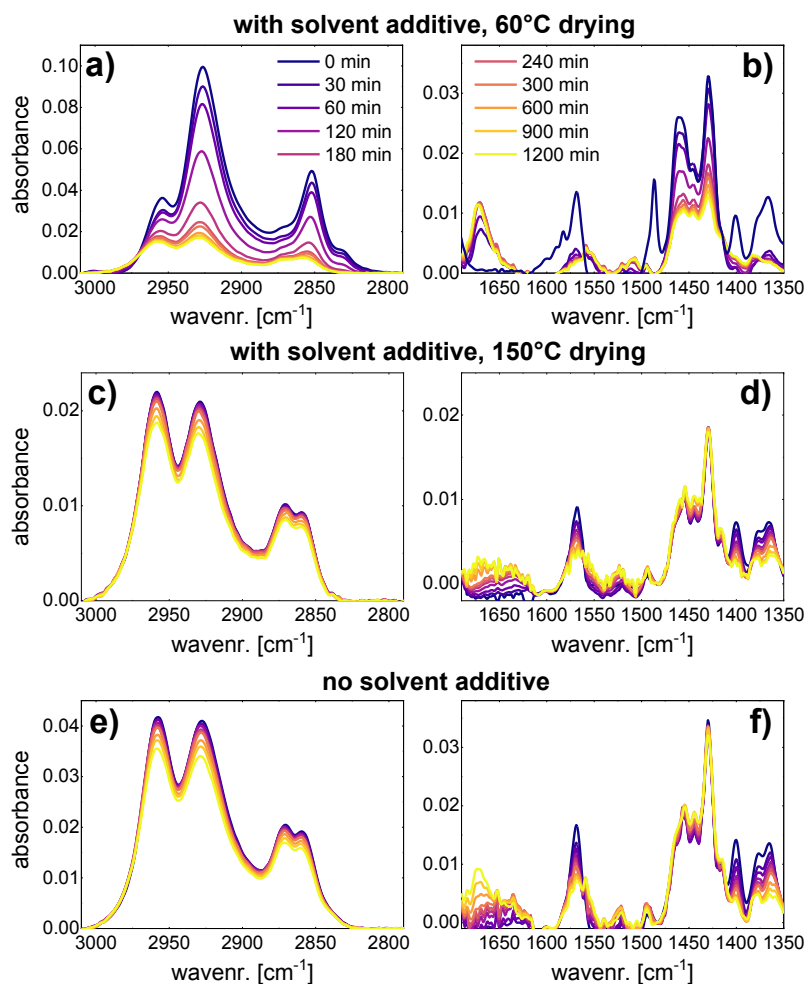 with solvent additive, 60°C drying
a)
0 min
30 min
60 min
120 min
180 min
absorbance
0.10
0.08
0.06
0.04
0.02
0.00
3000 2950 2900 2850 2800
wavenr. [cm⁻¹]
b)
240 min
300 min
600 min
900 min
1200 min
0.03
0.02
0.01
0.00
1650 1600 1550 1500 1450 1400 1350
wavenr. [cm⁻¹]
with solvent additive, 150°C drying
c)
absorbance
0.02
0.01
0.00
3000 2950 2900 2850 2800
wavenr. [cm⁻¹]
d)
0.02
0.01
0.00
1650 1600 1550 1500 1450 1400 1350
wavenr. [cm⁻¹]
no solvent additive
e)
absorbance
0.04
0.03
0.02
0.01
0.00
3000 2950 2900 2850 2800
wavenr. [cm⁻¹]
f)
0.03
0.02
0.01
0.00
1650 1600 1550 1500 1450 1400 1350
wavenr. [cm⁻¹]